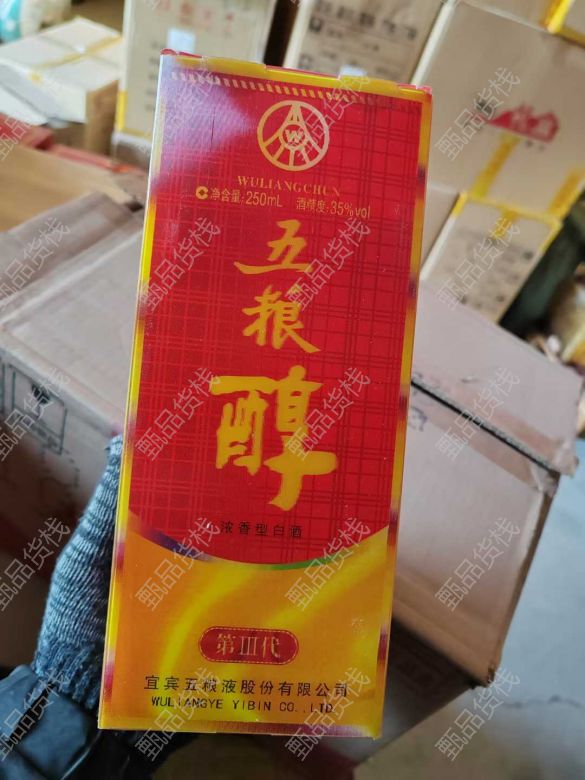 WULIANGCHUN
净含量:250mL 酒精度:35%vol
五
粮
醇
浓香型白酒
第III代
宜宾五粮液股份有限公司
WULIANGYE YIBIN CO.,LTD.
甄品货栈